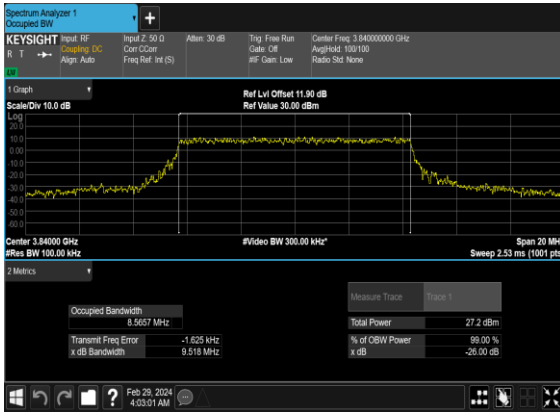 Spectrum Analyzer 1
Occupied BW
+
KEYSIGHT
R T
LW
Input: RF
Coupling: DC
Align: Auto
Input Z: 50 Ω
Corr CCorr
Freq Ref: Int (S)
Atten: 30 dB
Trig: Free Run
Gate: Off
#IF Gain: Low
Center Freq: 3.840000000 GHz
Avg|Hold: 100/100
Radio Std: None
1 Graph
Scale/Div 10.0 dB
Ref Lvl Offset 11.90 dB
Ref Value 30.00 dBm
Log
20.0
10.0
0.00
-10.0
-20.0
-30.0
-40.0
-50.0
-60.0
Center 3.84000 GHz
#Res BW 100.00 kHz
#Video BW 300.00 kHz*
Span 20 MH
Sweep 2.53 ms (1001 pts
2 Metrics
Measure Trace
Trace 1
Occupied Bandwidth
8.5657 MHz
Total Power
27.2 dBm
Transmit Freq Error
-1.625 kHz
% of OBW Power
99.00 %
x dB Bandwidth
9.518 MHz
x dB
-26.00 dB
?
Feb 29, 2024
4:03:01 AM